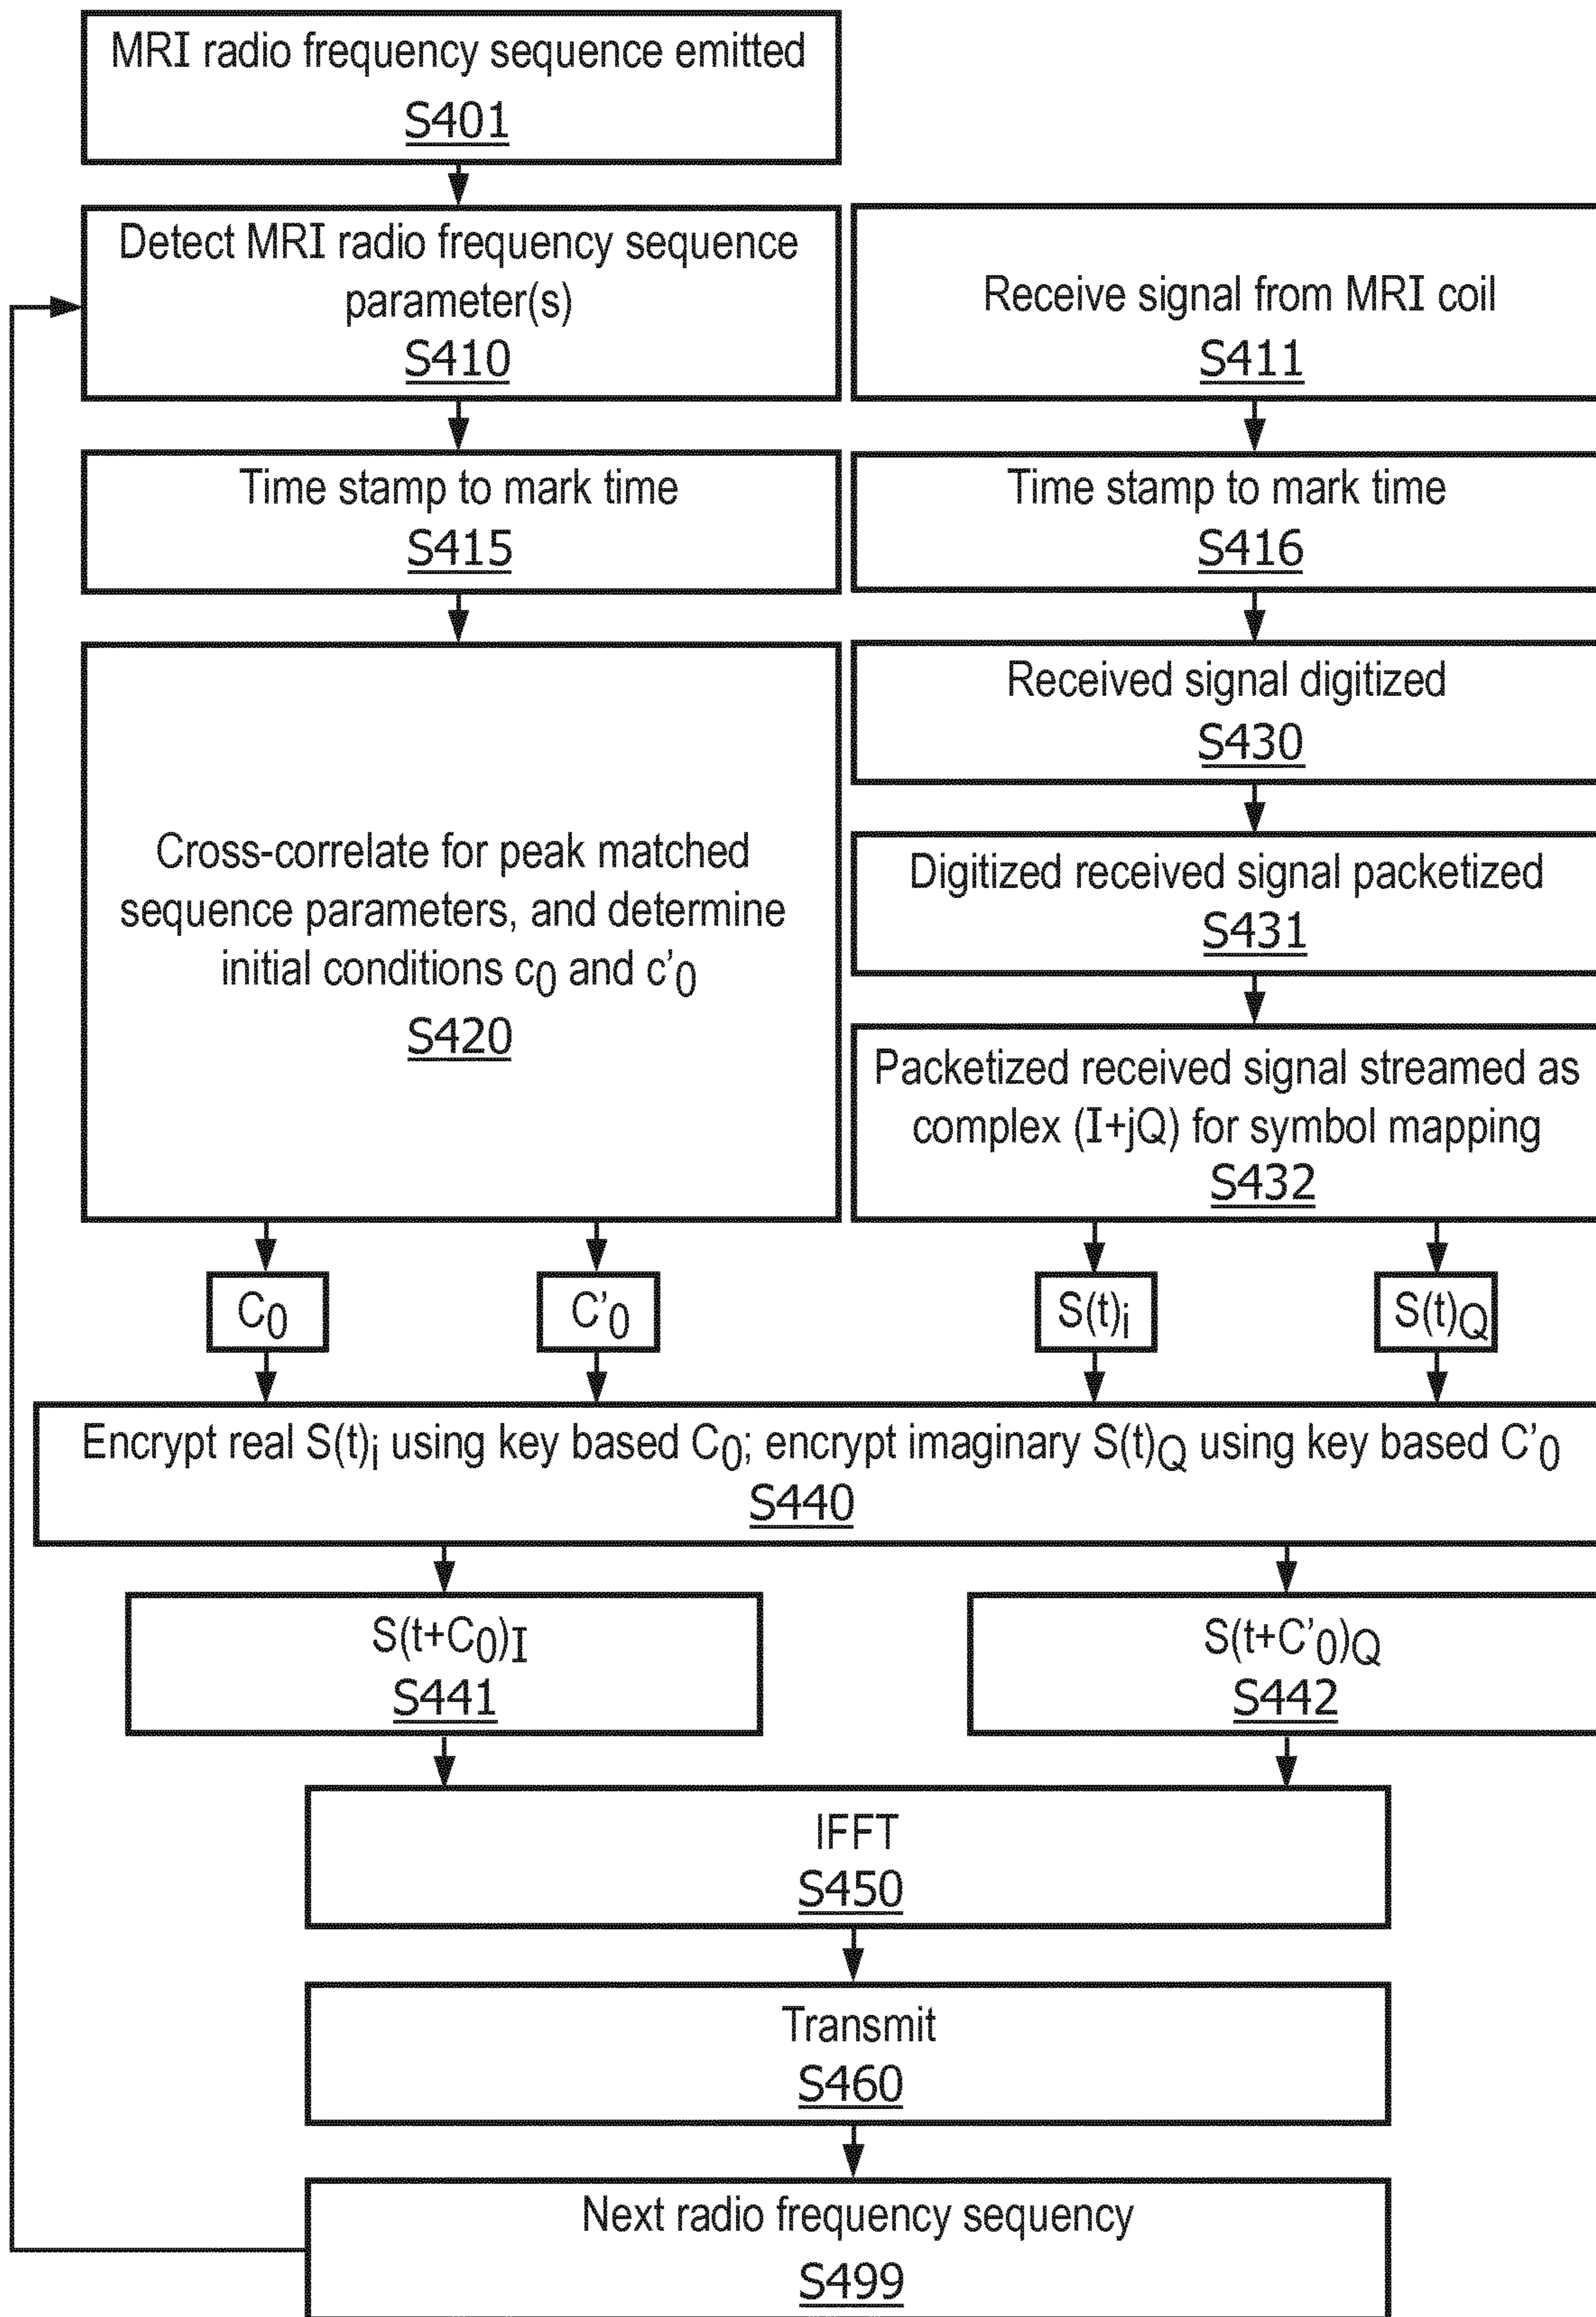 MRI radio frequency sequence emitted
S401
Detect MRI radio frequency sequence
parameter(s)
S410
Receive signal from MRI coil
S411
Time stamp to mark time
S415
Time stamp to mark time
S416
Received signal digitized
S430
Digitized received signal packetized
S431
Cross-correlate for peak matched
sequence parameters, and determine
initial conditions c0 and c'0
S420
Packetized received signal streamed as
complex (I+jQ) for symbol mapping
S432
C0
C'0
S(t)i
S(t)Q
Encrypt real S(t)i using key based C0; encrypt imaginary S(t)Q using key based C'0
S440
S(t+C0)I
S441
S(t+C'0)Q
S442
IFFT
S450
Transmit
S460
Next radio frequency sequency
S499